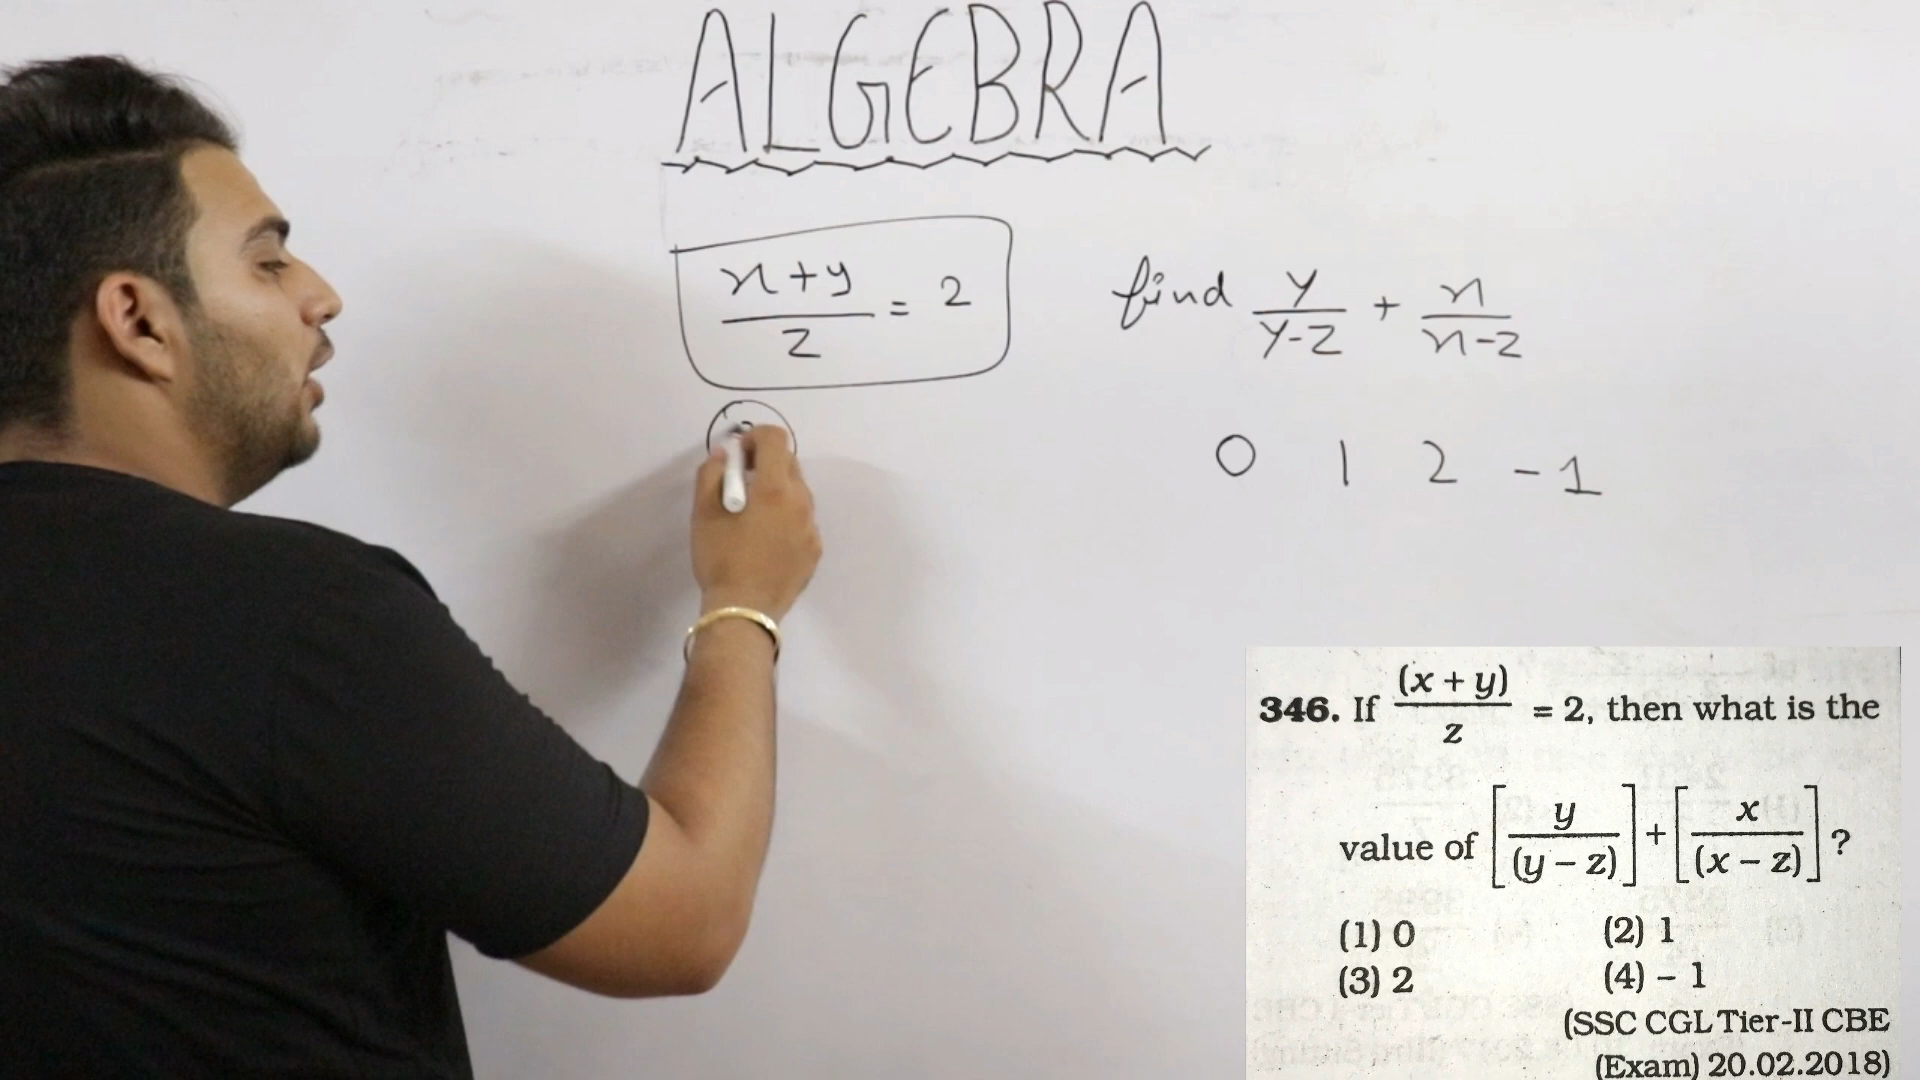 ALGEBRA
x+y/z = 2 find y/y-z + x/x-z
0 1 2 -1
346. If (x + y)/z = 2, then what is the
value of [y/(y – z)] + [x/(x – z)] ?
(1) 0 (2) 1
(3) 2 (4) – 1
(SSC CGL Tier-II CBE
(Exam) 20.02.2018)